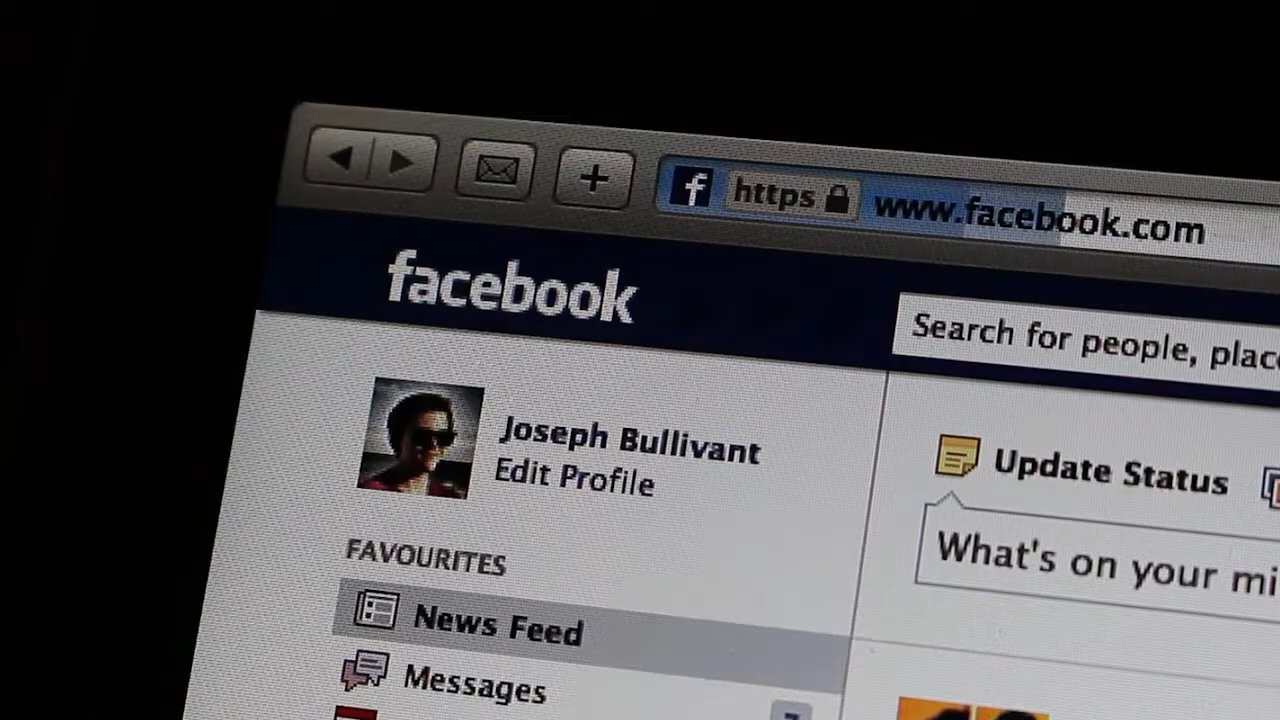 f https www.facebook.com
facebook
Search for people, plac
Joseph Bullivant
Edit Profile
Update Status
What's on your mi
FAVOURITES
News Feed
Messages